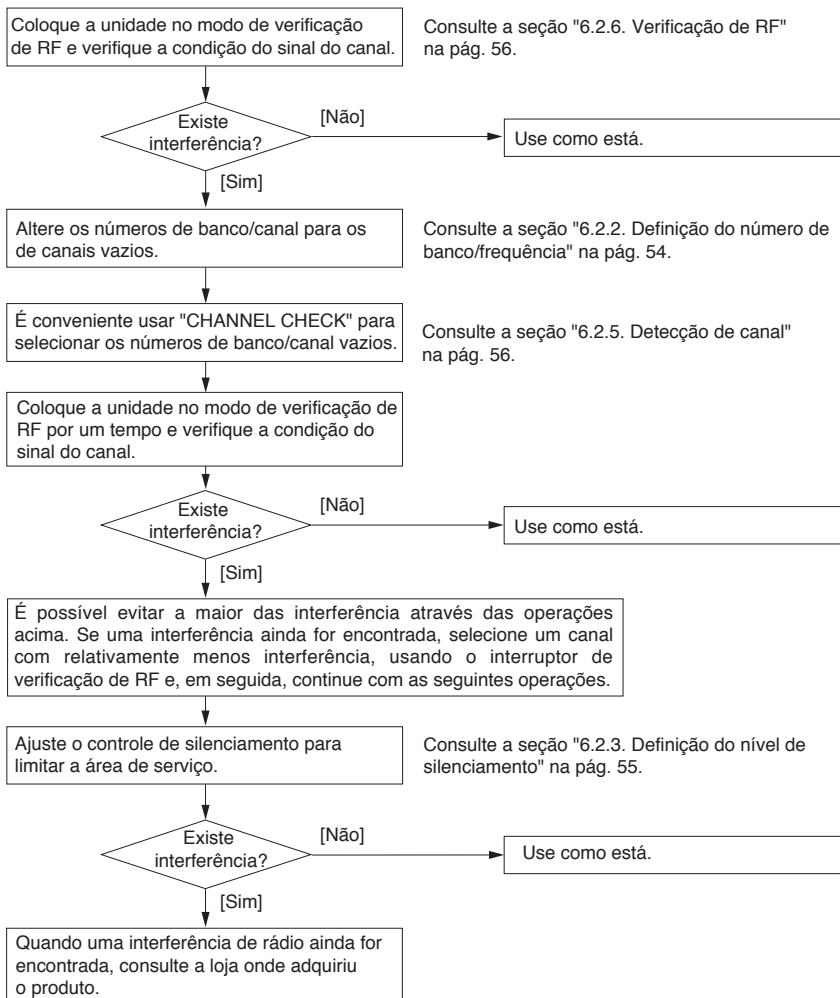 Coloque a unidade no modo de verificação
de RF e verifique a condição do sinal do canal.
Consulte a seção "6.2.6. Verificação de RF"
na pág. 56.
Existe
interferência?
[Não]
Use como está.
[Sim]
Altere os números de banco/canal para os
de canais vazios.
Consulte a seção "6.2.2. Definição do número de
banco/frequência" na pág. 54.
É conveniente usar "CHANNEL CHECK" para
selecionar os números de banco/canal vazios.
Consulte a seção "6.2.5. Detecção de canal"
na pág. 56.
Coloque a unidade no modo de verificação de
RF por um tempo e verifique a condição do
sinal do canal.
Existe
interferência?
[Não]
Use como está.
[Sim]
É possível evitar a maior das interferência através das operações
acima. Se uma interferência ainda for encontrada, selecione um canal
com relativamente menos interferência, usando o interruptor de
verificação de RF e, em seguida, continue com as seguintes operações.
Ajuste o controle de silenciamento para
limitar a área de serviço.
Consulte a seção "6.2.3. Definição do nível de
silenciamento" na pág. 55.
Existe
interferência?
[Não]
Use como está.
[Sim]
Quando uma interferência de rádio ainda for
encontrada, consulte a loja onde adquiriu
o produto.